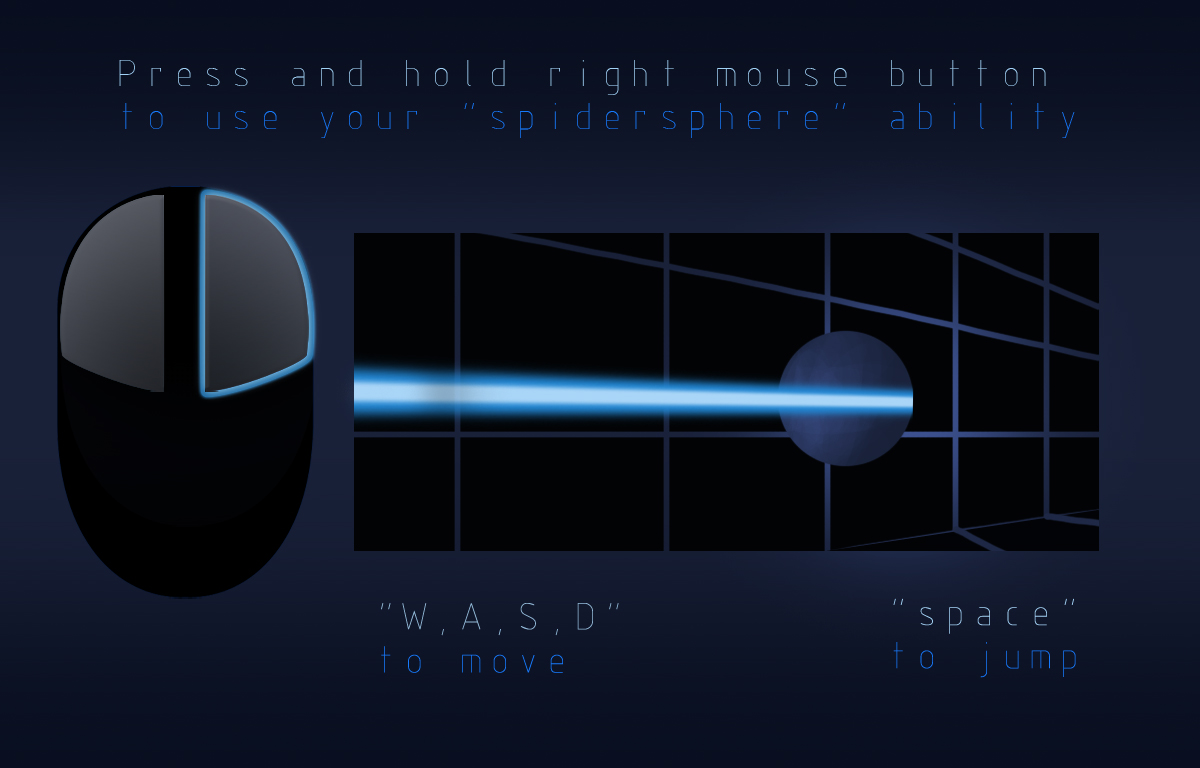 Press and hold right mouse button
to use your "spidersphere" ability
"W,A,S,D"
to move
"space"
to jump